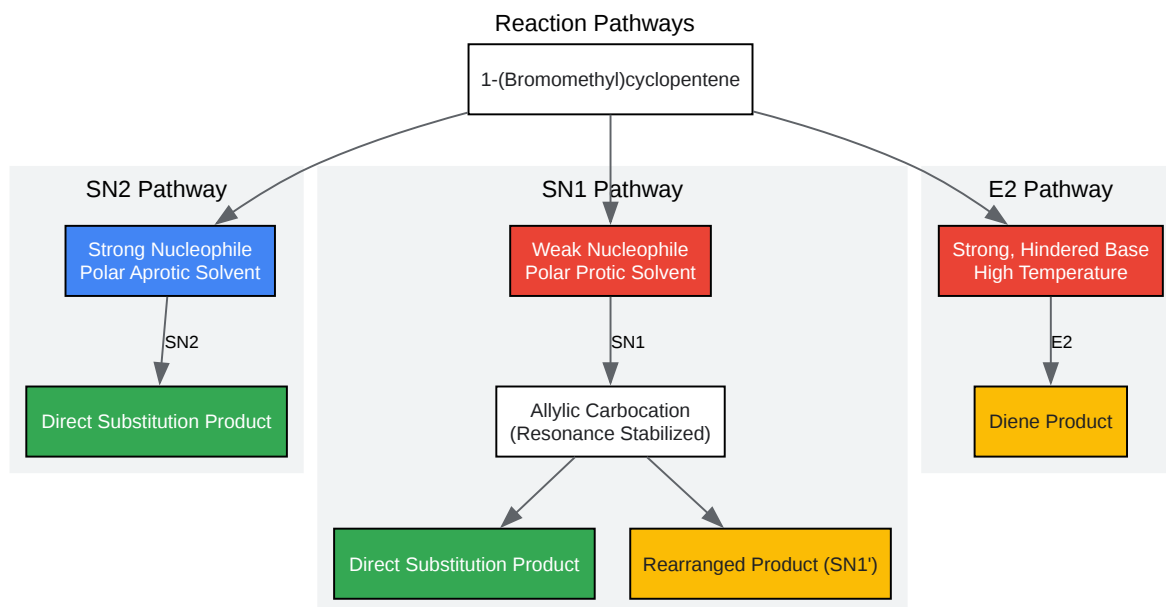 Reaction Pathways
1-(Bromomethyl)cyclopentene
SN2 Pathway
Strong Nucleophile
Polar Aprotic Solvent
SN2
Direct Substitution Product
SN1 Pathway
Weak Nucleophile
Polar Protic Solvent
SN1
Allylic Carbocation
(Resonance Stabilized)
Direct Substitution Product
Rearranged Product (SN1')
E2 Pathway
Strong, Hindered Base
High Temperature
E2
Diene Product